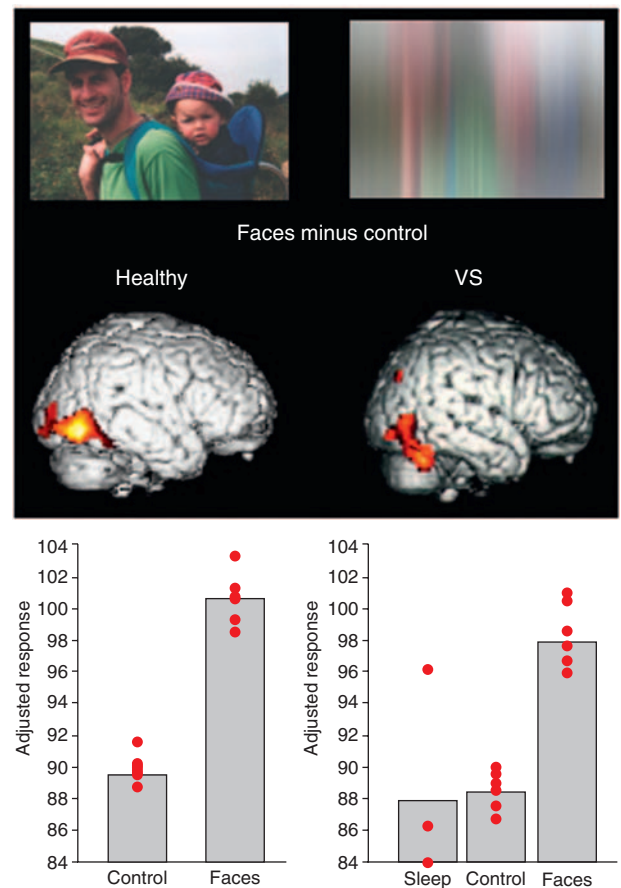 Faces minus control
Healthy
VS
Adjusted response
104
102
100
98
96
94
92
90
88
86
84
Control
Faces
Adjusted response
104
102
100
98
96
94
92
90
88
86
84
Sleep
Control
Faces